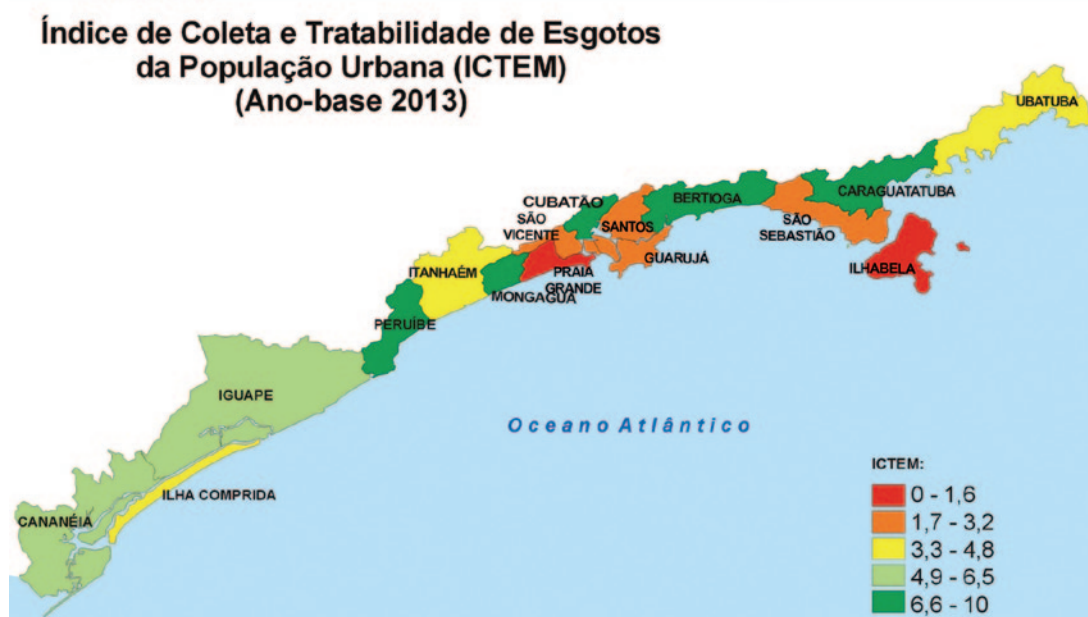 Índice de Coleta e Tratabilidade de Esgotos
da População Urbana (ICTEM)
(Ano-base 2013)
UBATUBA
CARAGUATATUBA
BERTIOGA
CUBATÃO
SÃO
VICENTE
SANTOS
SÃO
SEBASTIÃO
GUARUJÁ
ILHABELA
ITANHAÉM
PRAIA
GRANDE
MONGAGUA
PERUÍBE
IGUAPE
Oceano Atlântico
ILHA COMPRIDA
CANANÉIA
ICTEM:
0 - 1,6
1,7 - 3,2
3,3 - 4,8
4,9 - 6,5
6,6 - 10